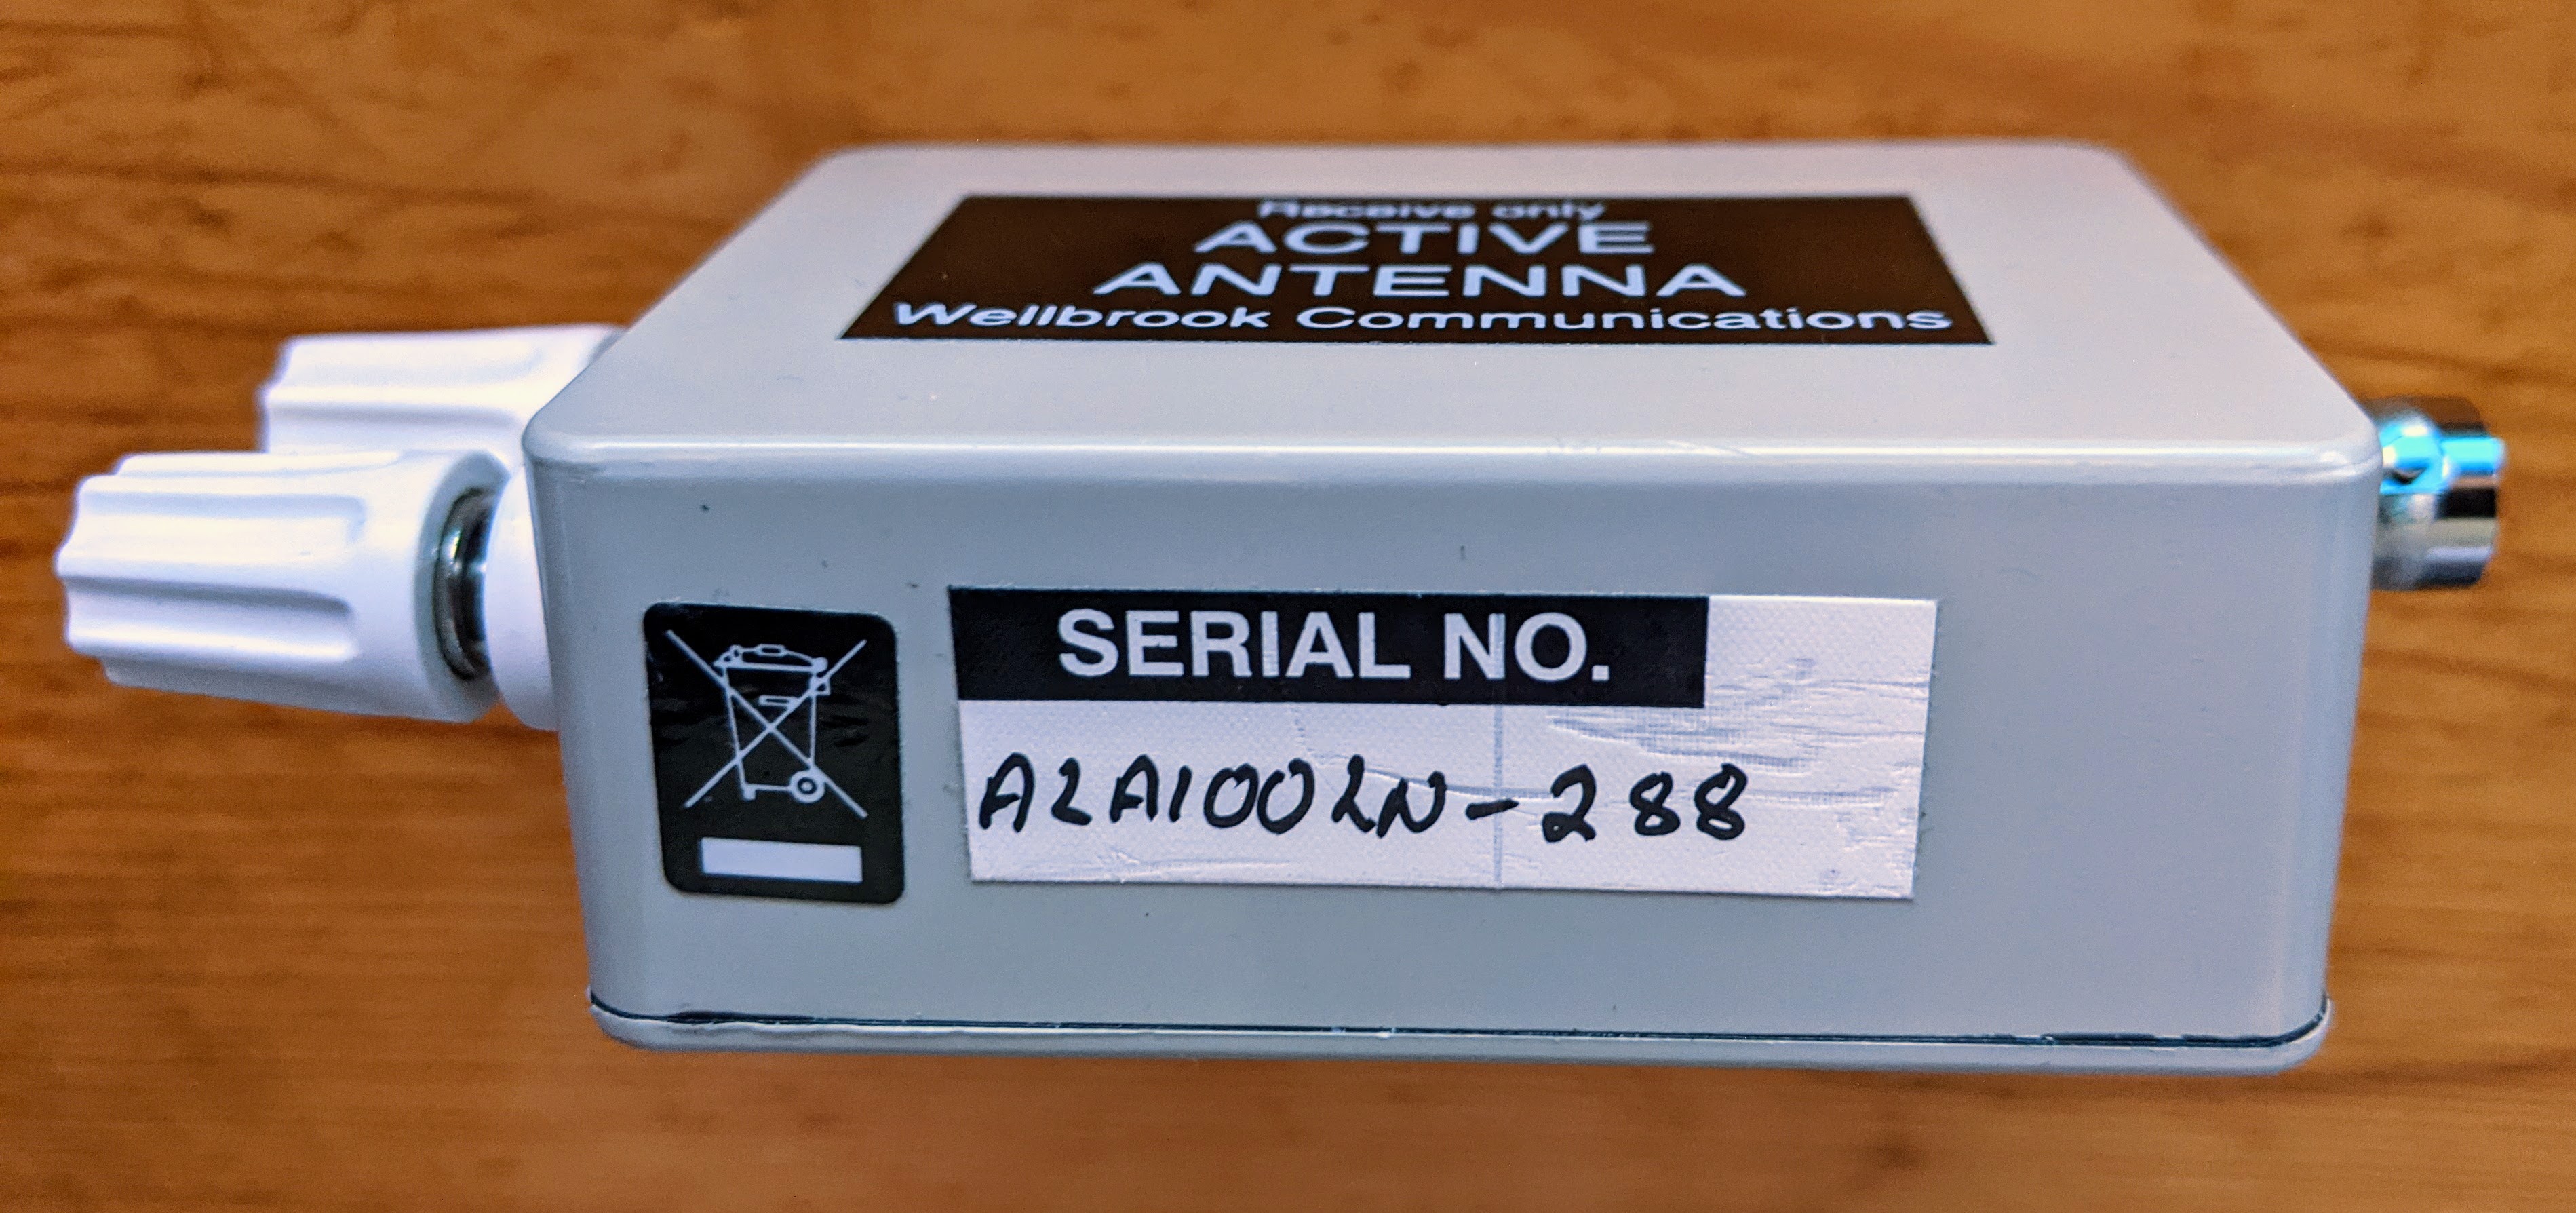 Receive only
ACTIVE
ANTENNA
Wellbrook Communications
SERIAL NO.
ALA100LN-288